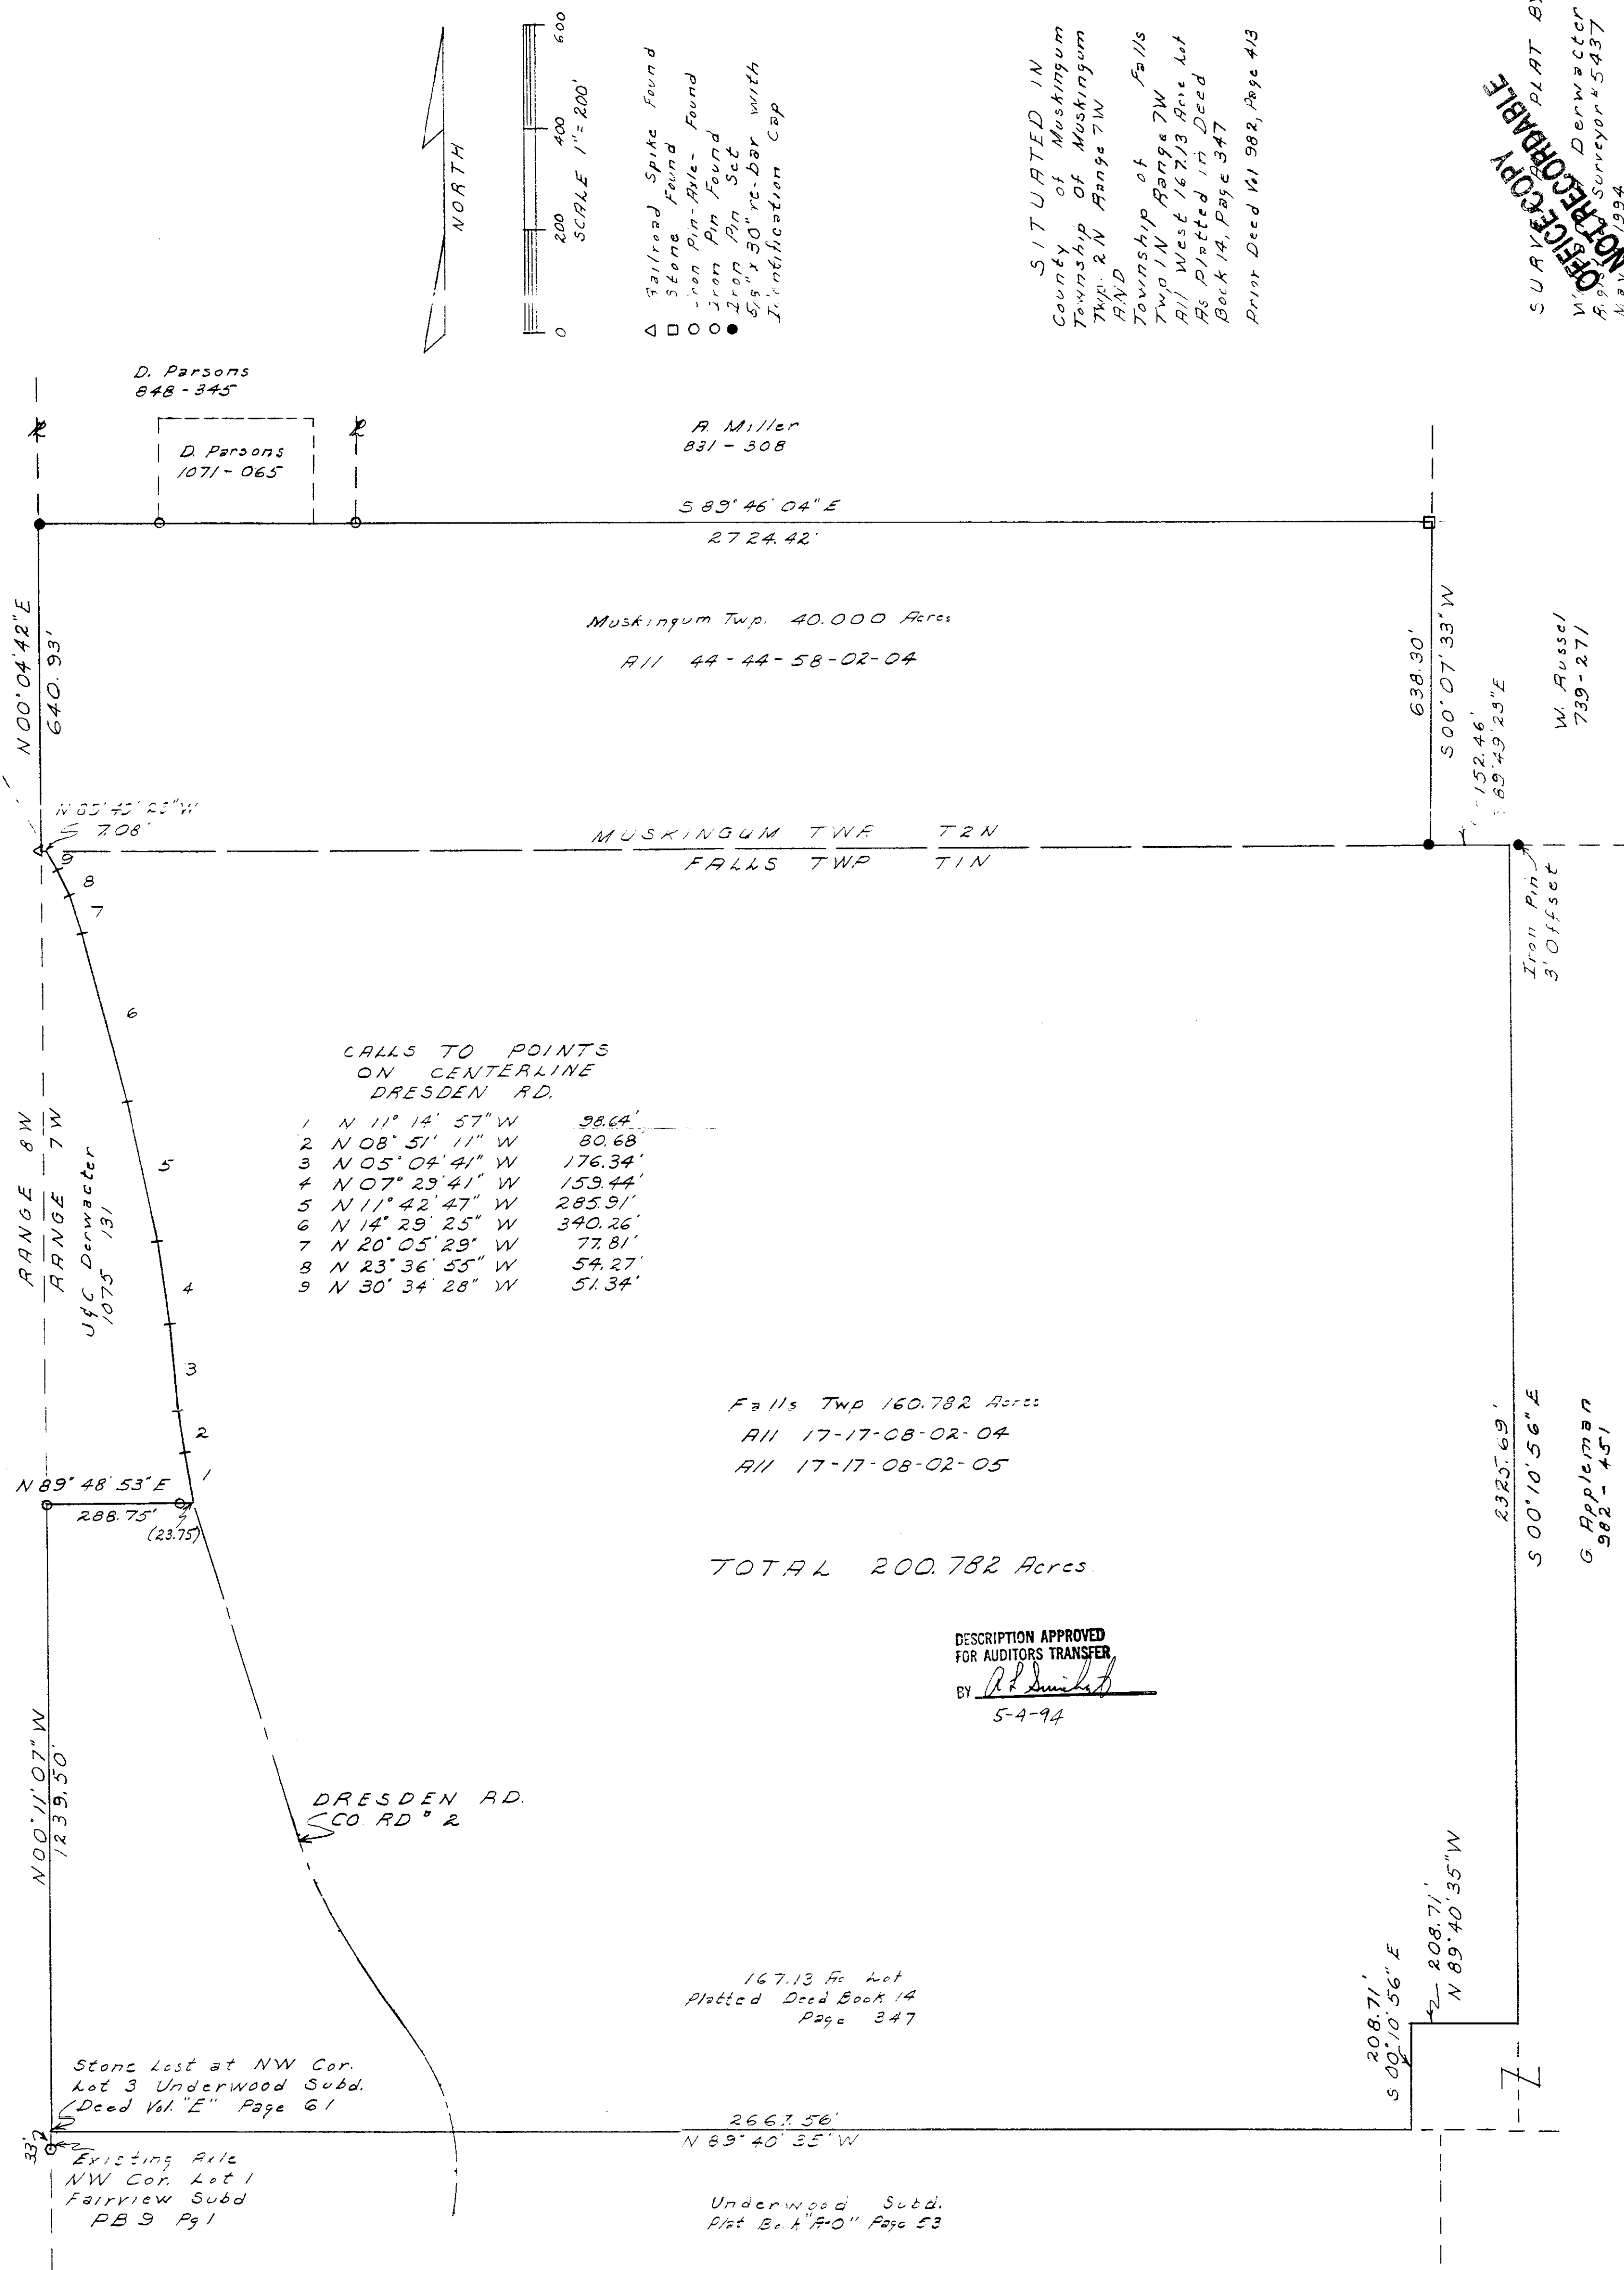 NORTH
0 200 400 600
SCALE 1"= 200'
Railroad Spike Found
Stone Found
Iron Pin-Axle- Found
Iron Pin Found
Iron Pin Set
5/8" x 30" re-bar with
Identification Cap
SITUATED IN
County of Muskingum
Township of Muskingum
Twp. 2N Range 7W
AND
Township of Falls
Twp 1N Range 7W
All West 167.13 Acre Lot
As Platted in Deed
Book 14, Page 347
Prior Deed Vol 982, Page 413
SURVEY PLAT BY
Derwacter
Surveyor #5437
1994
OFFICE COPY
NOT RECORDABLE
D. Parsons
848-345
D. Parsons
1071-065
A. Miller
831-308
S 89° 46' 04" E
2724.42'
N 00° 04' 42" E
640.93'
Muskingum Twp. 40.000 Acres
All 44-44-58-02-04
638.30'
S 00° 07' 33" W
152.46'
89° 49' 23" E
W. Russel
739-271
7.08'
MUSKINGUM TWP. T2N
FALLS TWP T1N
Iron Pin
3' Offset
9
8
7
6
5
4
3
2
1
CALLS TO POINTS
ON CENTERLINE
DRESDEN RD.
1 N 11° 14' 57" W 98.64'
2 N 08° 51' 11" W 80.68'
3 N 05° 04' 41" W 176.34'
4 N 07° 29' 41" W 159.44'
5 N 11° 42' 47" W 285.91'
6 N 14° 29' 25" W 340.26'
7 N 20° 05' 29" W 77.81'
8 N 23° 36' 55" W 54.27'
9 N 30° 34' 28" W 51.34'
RANGE 8W
RANGE 7W
J&C Derwacter
1075 131
Falls Twp 160.782 Acres
All 17-17-08-02-04
All 17-17-08-02-05
2325.69'
S 00° 10' 56" E
G. Appleman
982-451
N 89° 48' 53" E
288.75'
(23.75)
TOTAL 200.782 Acres.
DESCRIPTION APPROVED
FOR AUDITORS TRANSFER
BY
5-4-94
N 00° 11' 07" W
1239.50'
DRESDEN RD.
CO. RD # 2
208.71'
N 89° 40' 35" W
208.71'
S 00° 10' 56" E
167.13 Ac Lot
Platted Deed Book 14
Page 347
Stone Lost at NW Cor.
Lot 3 Underwood Subd.
Deed Vol. "E" Page 61
2667.56'
N 89° 40' 35" W
33'
Existing Axle
NW Cor. Lot 1
Fairview Subd
PB 9 Pg 1
Underwood Subd.
Plat Book Page 53